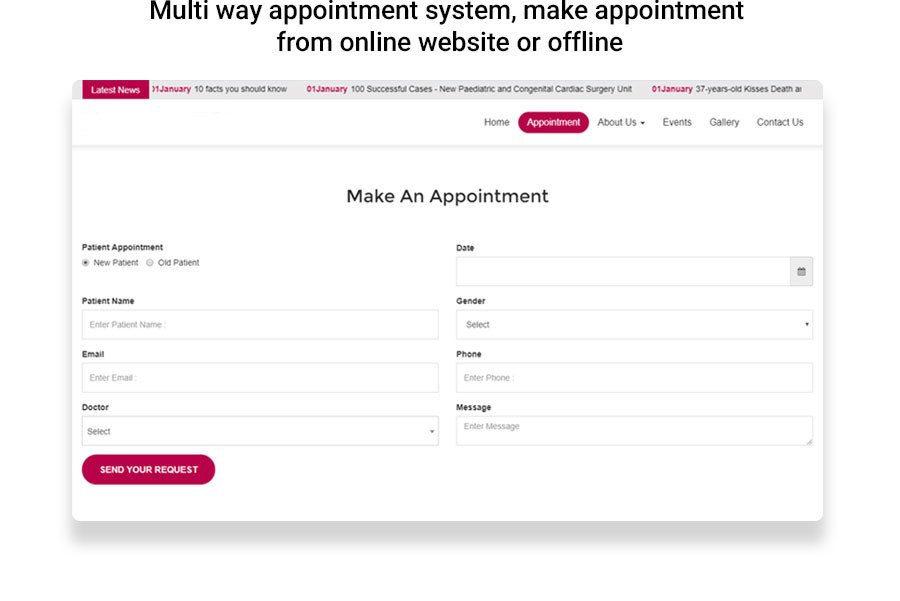 Multi way appointment system, make appointment
from online website or offline
Latest News 01January 10 facts you should know 01January 100 Successful Cases - New Paediatric and Congenital Cardiac Surgery Unit 01January 37-years-old Kisses Death
Home Appointment About Us Events Gallery Contact Us
Make An Appointment
Patient Appointment
New Patient Old Patient
Date
Patient Name
Enter Patient Name :
Gender
Select
Email
Enter Email :
Phone
Enter Phone :
Doctor
Select
Message
Enter Message
SEND YOUR REQUEST